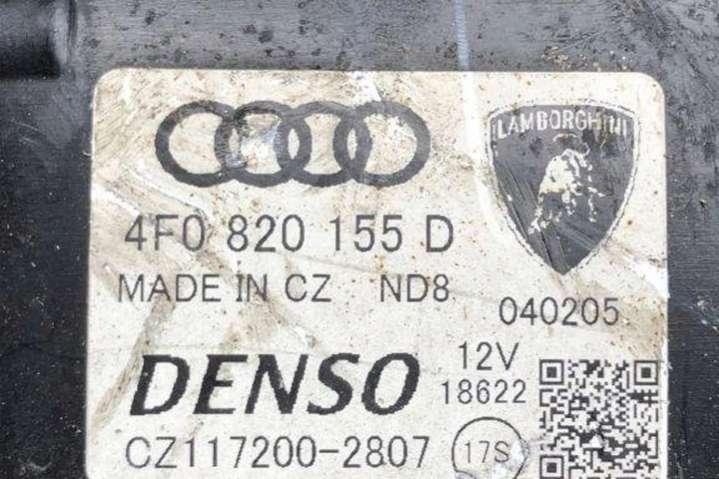 LAMBORGHINI
4F0 820 155 D
MADE IN CZ ND8
040205
DENSO
12V
18622
CZ117200-2807
17S